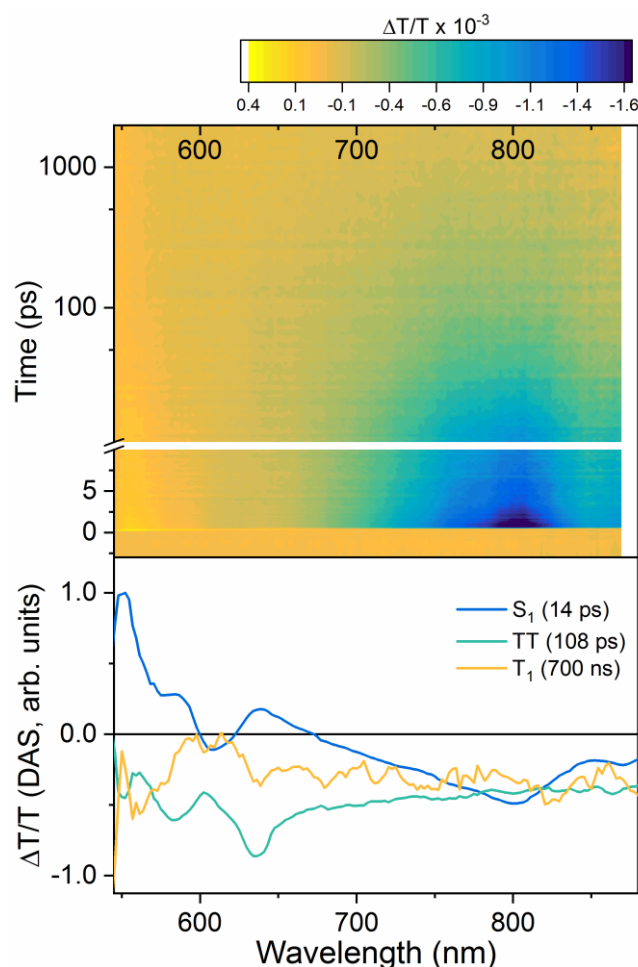 ΔT/T x 10⁻³
0.4 0.1 -0.1 -0.4 -0.6 -0.9 -1.1 -1.4 -1.6
600 700 800
1000
100
Time (ps)
5
0
1.0
S₁ (14 ps)
TT (108 ps)
T₁ (700 ns)
0.0
ΔT/T (DAS, arb. units)
-1.0
600 700 800
Wavelength (nm)